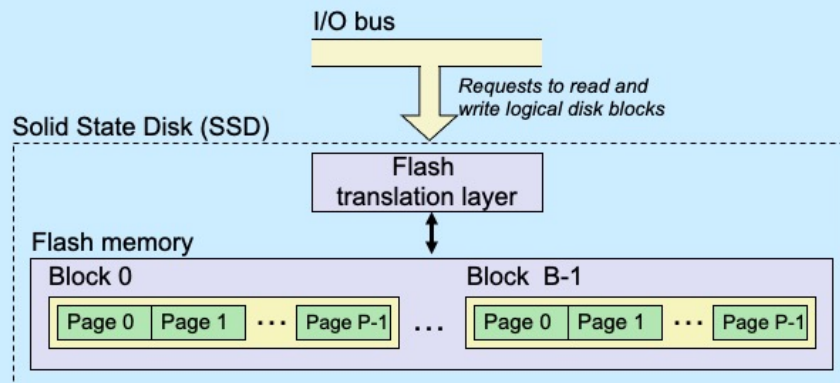 I/O bus
Requests to read and
write logical disk blocks
Solid State Disk (SSD)
Flash
translation layer
Flash memory
Block 0
Block B-1
Page 0 Page 1 ... Page P-1 ... Page 0 Page 1 ... Page P-1